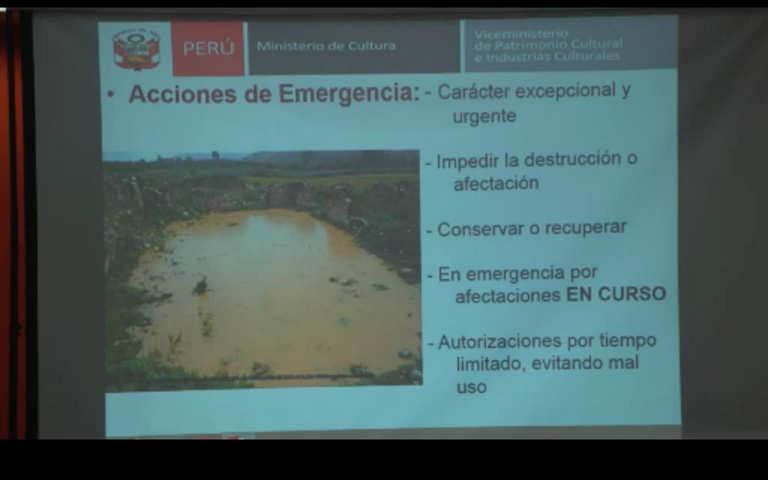 PERÚ
Ministerio de Cultura
Viceministerio
de Patrimonio Cultural
e Industrias Culturales
• Acciones de Emergencia: - Carácter excepcional y
urgente
- Impedir la destrucción o
afectación
- Conservar o recuperar
- En emergencia por
afectaciones EN CURSO
- Autorizaciones por tiempo
limitado, evitando mal
uso